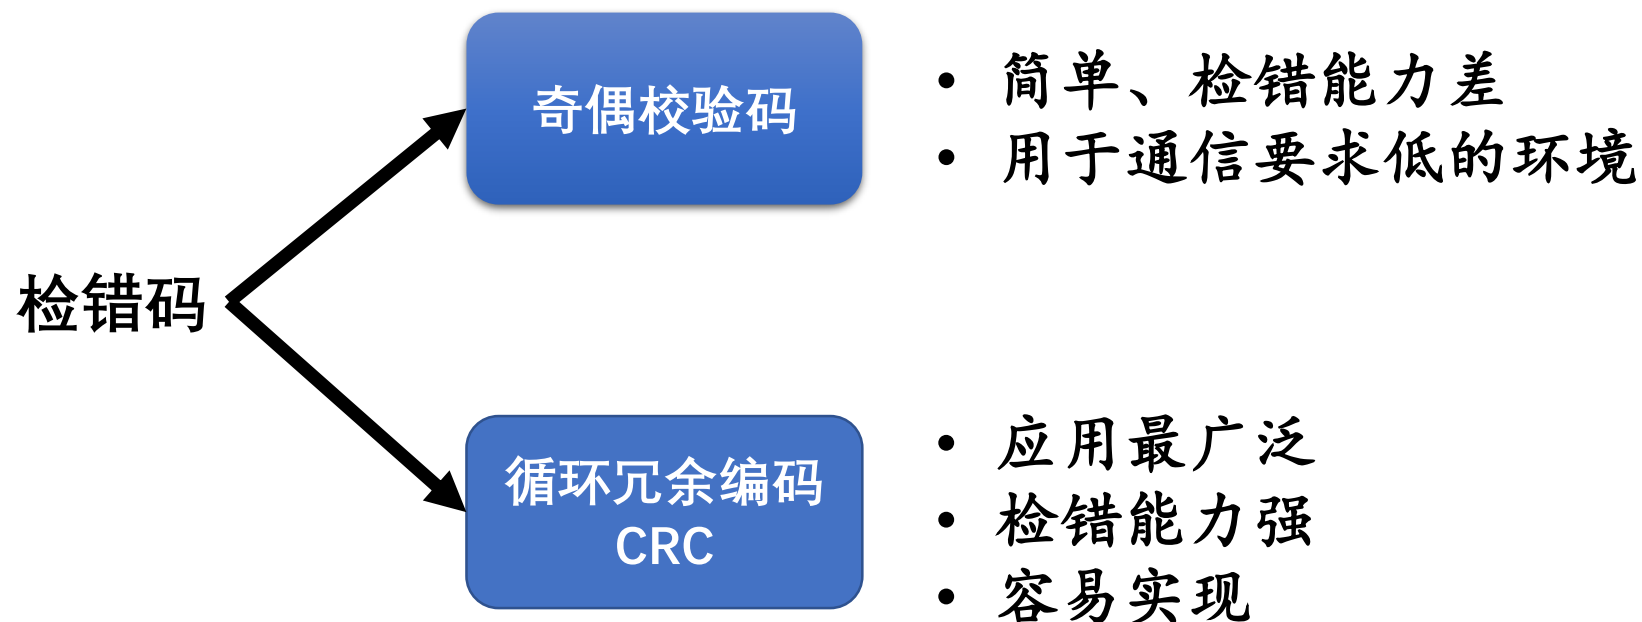 奇偶校验码
• 简单、检错能力差
• 用于通信要求低的环境
检错码
循环冗余编码
CRC
• 应用最广泛
• 检错能力强
• 容易实现